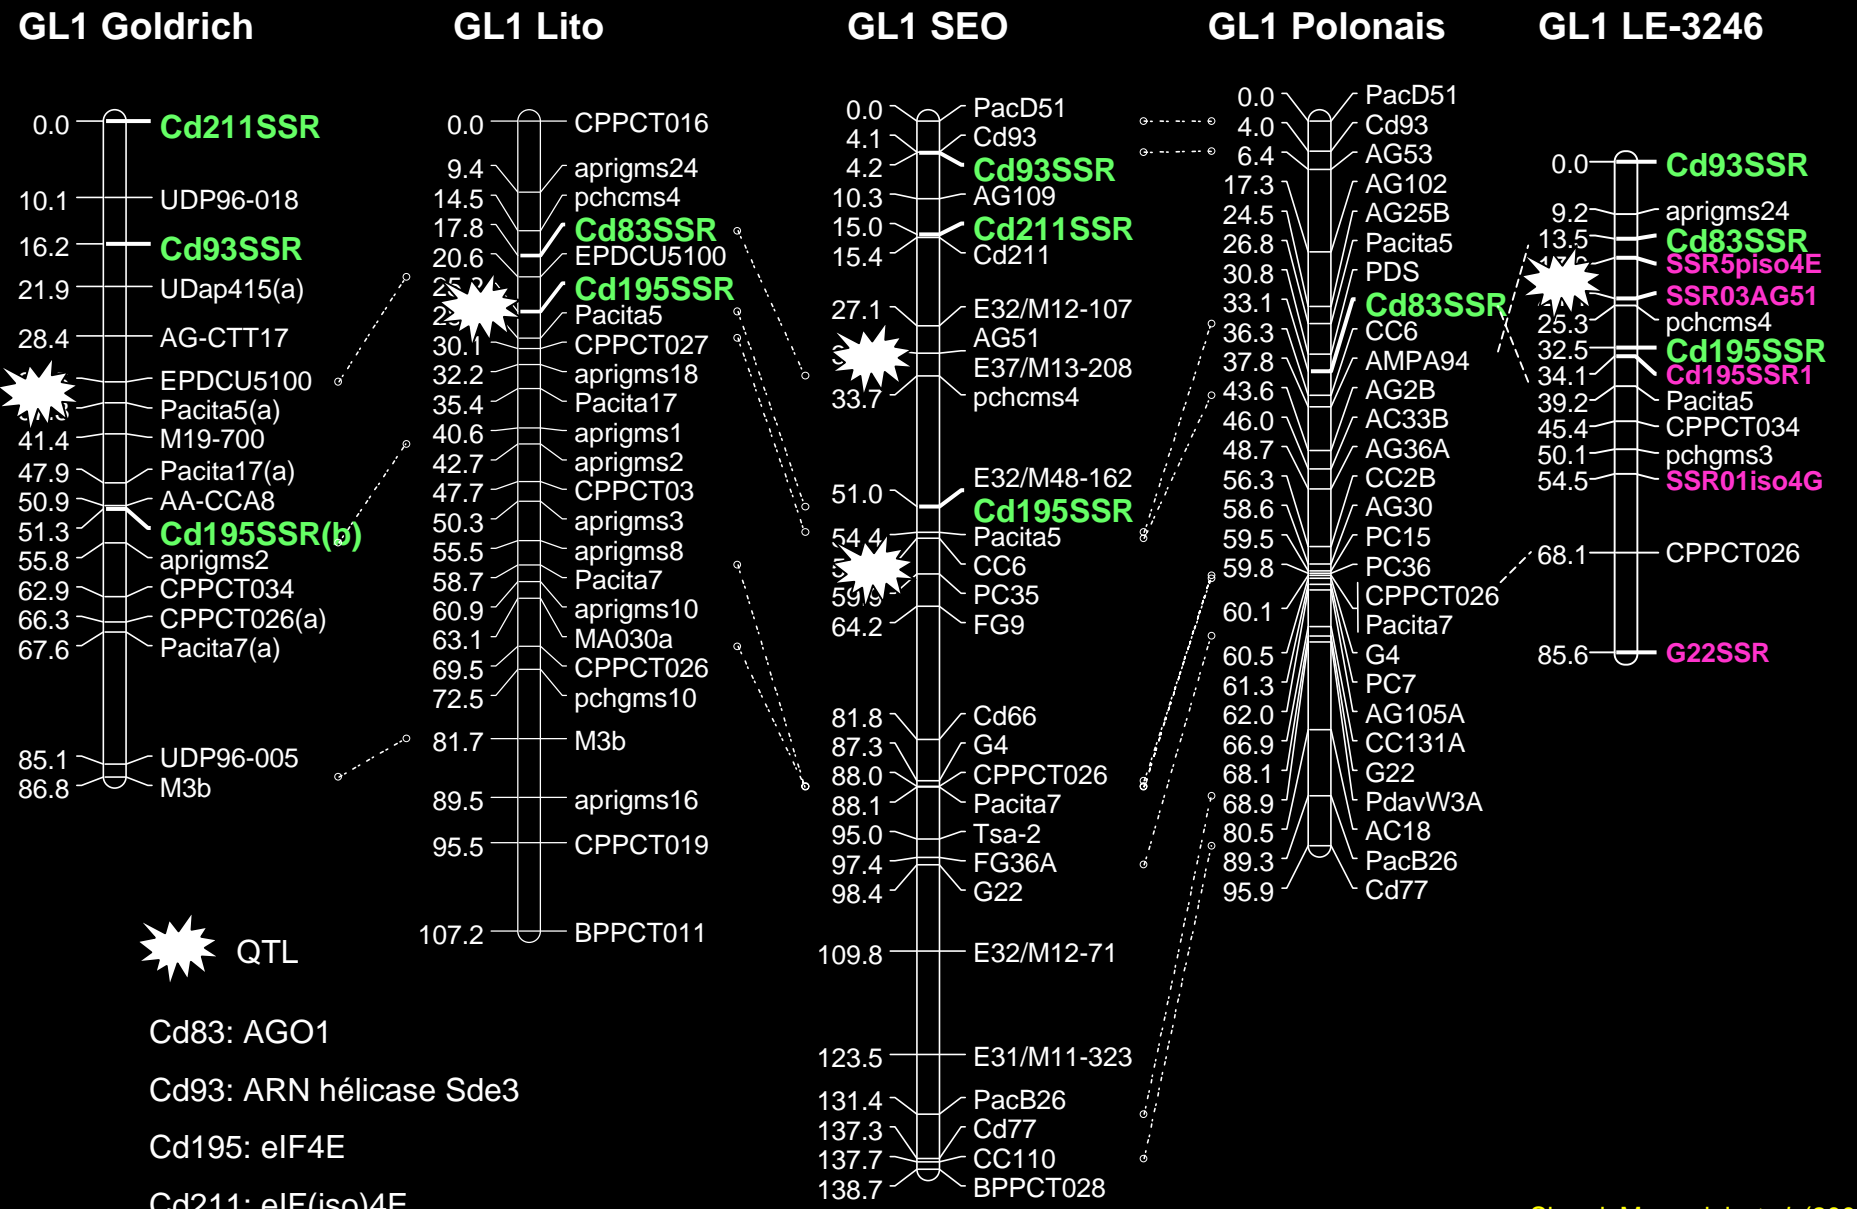 GL1 Goldrich
0.0 Cd211SSR
10.1 UDP96-018
16.2 Cd93SSR
21.9 UDap415(a)
28.4 AG-CTT17
EPDCU5100
Pacita5(a)
41.4 M19-700
47.9 Pacita17(a)
50.9 AA-CCA8
51.3 Cd195SSR(b)
55.8 aprigms2
62.9 CPPCT034
66.3 CPPCT026(a)
67.6 Pacita7(a)
85.1 UDP96-005
86.8 M3b
QTL
Cd83: AGO1
Cd93: ARN hélicase Sde3
Cd195: eIF4E
Cd211: eIF(iso)4F
GL1 Lito
0.0 CPPCT016
9.4 aprigms24
14.5 pchcms4
17.8 Cd83SSR
20.6 EPDCU5100
Cd195SSR
Pacita5
30.1 CPPCT027
32.2 aprigms18
35.4 Pacita17
40.6 aprigms1
42.7 aprigms2
47.7 CPPCT03
50.3 aprigms3
55.5 aprigms8
58.7 Pacita7
60.9 aprigms10
63.1 MA030a
69.5 CPPCT026
72.5 pchgms10
81.7 M3b
89.5 aprigms16
95.5 CPPCT019
107.2 BPPCT011
GL1 SEO
0.0 PacD51
4.1 Cd93
4.2 Cd93SSR
10.3 AG109
15.0 Cd211SSR
15.4 Cd211
27.1 E32/M12-107
AG51
E37/M13-208
33.7 pchcms4
E32/M48-162
51.0 Cd195SSR
54.4 Pacita5
CC6
59.9 PC35
64.2 FG9
81.8 Cd66
87.3 G4
88.0 CPPCT026
88.1 Pacita7
95.0 Tsa-2
97.4 FG36A
98.4 G22
109.8 E32/M12-71
123.5 E31/M11-323
131.4 PacB26
137.3 Cd77
137.7 CC110
138.7 BPPCT028
GL1 Polonais
0.0 PacD51
4.0 Cd93
6.4 AG53
17.3 AG102
24.5 AG25B
26.8 Pacita5
30.8 PDS
33.1 Cd83SSR
36.3 CC6
37.8 AMPA94
43.6 AG2B
46.0 AC33B
48.7 AG36A
56.3 CC2B
58.6 AG30
59.5 PC15
59.8 PC36
60.1 CPPCT026
Pacita7
60.5 G4
61.3 PC7
62.0 AG105A
66.9 CC131A
68.1 G22
68.9 PdavW3A
80.5 AC18
89.3 PacB26
95.9 Cd77
GL1 LE-3246
0.0 Cd93SSR
9.2 aprigms24
13.5 Cd83SSR
SSR5piso4E
SSR03AG51
25.3 pchcms4
32.5 Cd195SSR
34.1 Cd195SSR1
39.2 Pacita5
45.4 CPPCT034
50.1 pchgms3
54.5 SSR01iso4G
68.1 CPPCT026
85.6 G22SSR